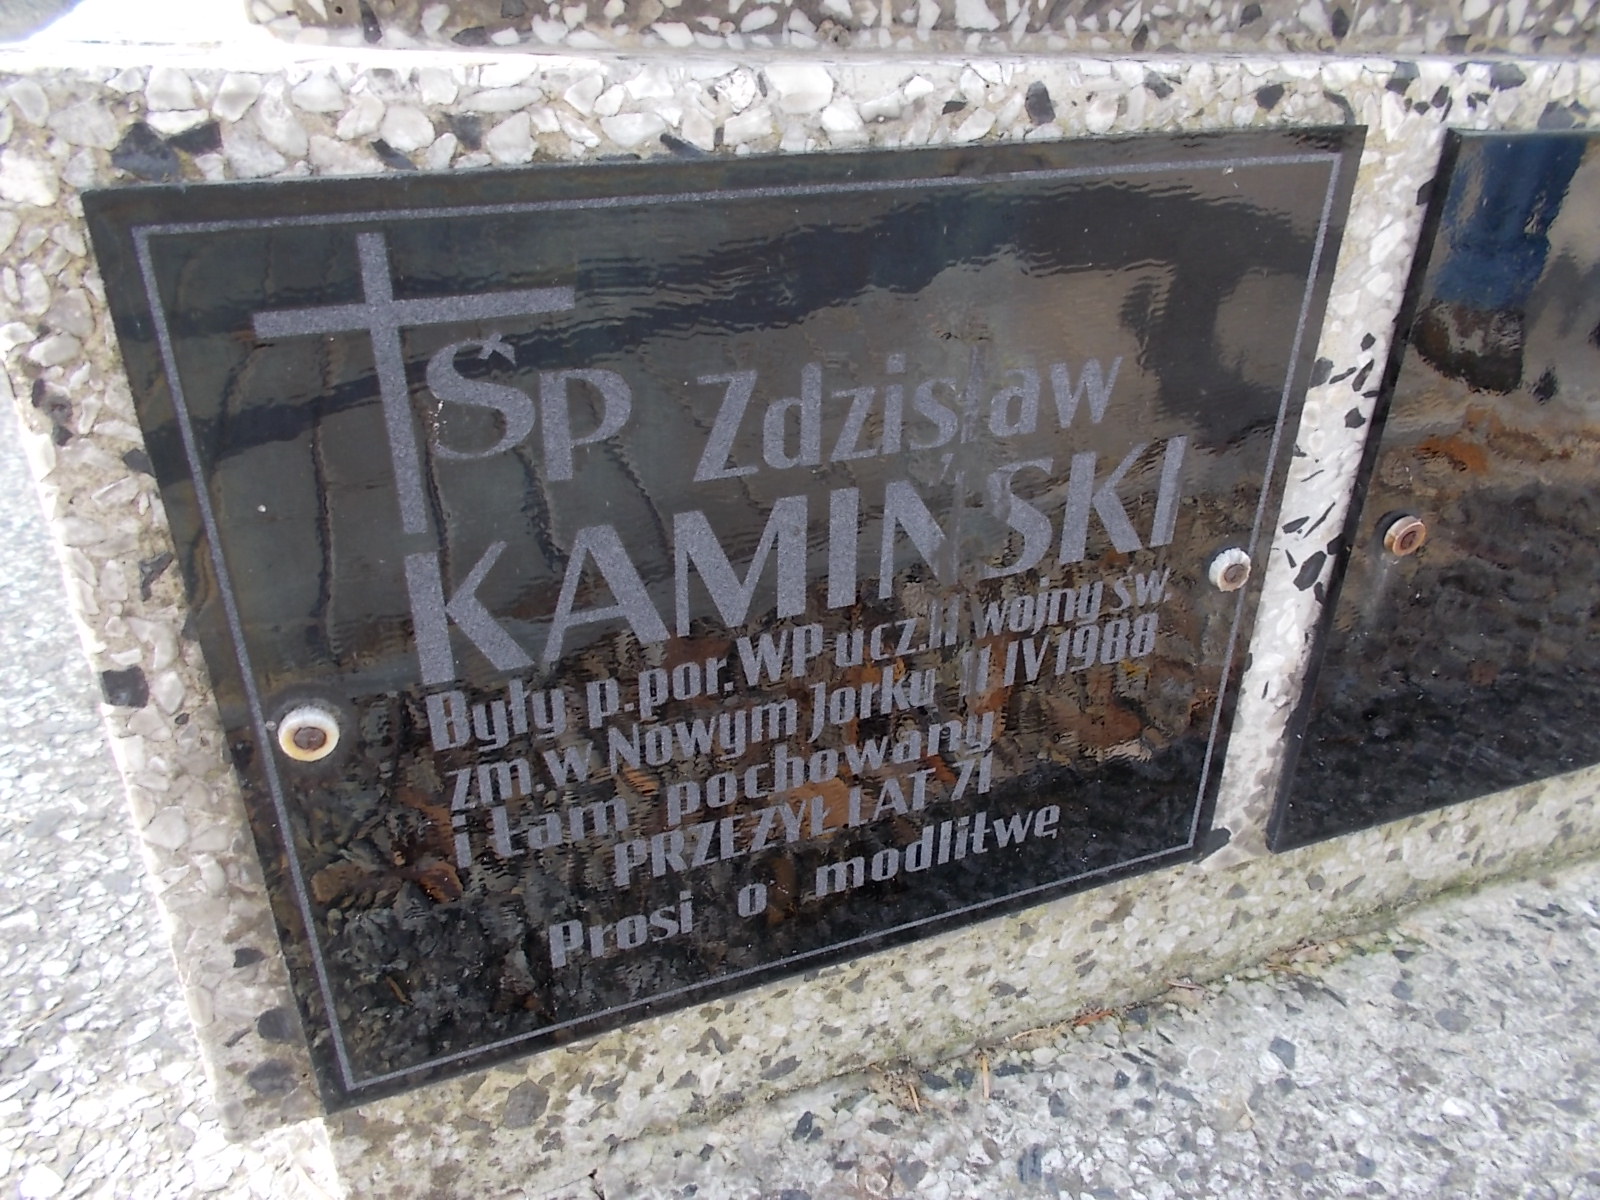 Śp Zdzisław
KAMIŃSKI
Były p.por. WP ucz. II wojny św.
zm. w Nowym Jorku 11 IV 1988
i tam pochowany
PRZEŻYŁ LAT 71
Prosi o modlitwę